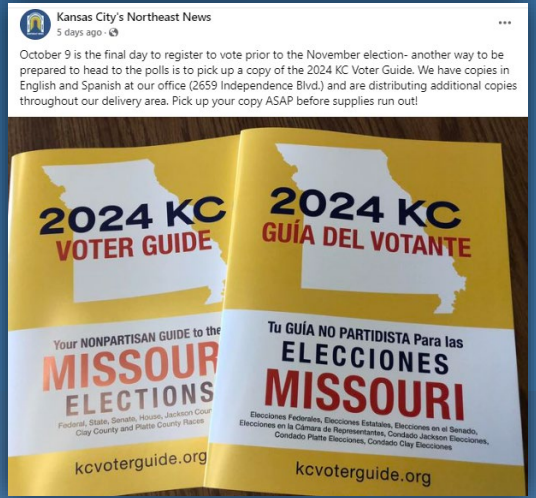 Kansas City's Northeast News
5 days ago ·
October 9 is the final day to register to vote prior to the November election- another way to be
prepared to head to the polls is to pick up a copy of the 2024 KC Voter Guide. We have copies in
English and Spanish at our office (2659 Independence Blvd.) and are distributing additional copies
throughout our delivery area. Pick up your copy ASAP before supplies run out!
2024 KC
VOTER GUIDE
Your NONPARTISAN GUIDE to the
MISSOUR
ELECTIONS
Federal, State, Senate, House, Jackson Coun
Clay County and Platte County Races
kcvoterguide.org
2024 KC
GUÍA DEL VOTANTE
Tu GUÍA NO PARTIDISTA Para las
ELECCIONES
MISSOURI
Elecciones Federales, Elecciones Estatales, Elecciones en el Senado,
Elecciones en la Cámara de Representantes, Condado Jackson Elecciones,
Condado Platte Elecciones, Condado Clay Elecciones
kcvoterguide.org